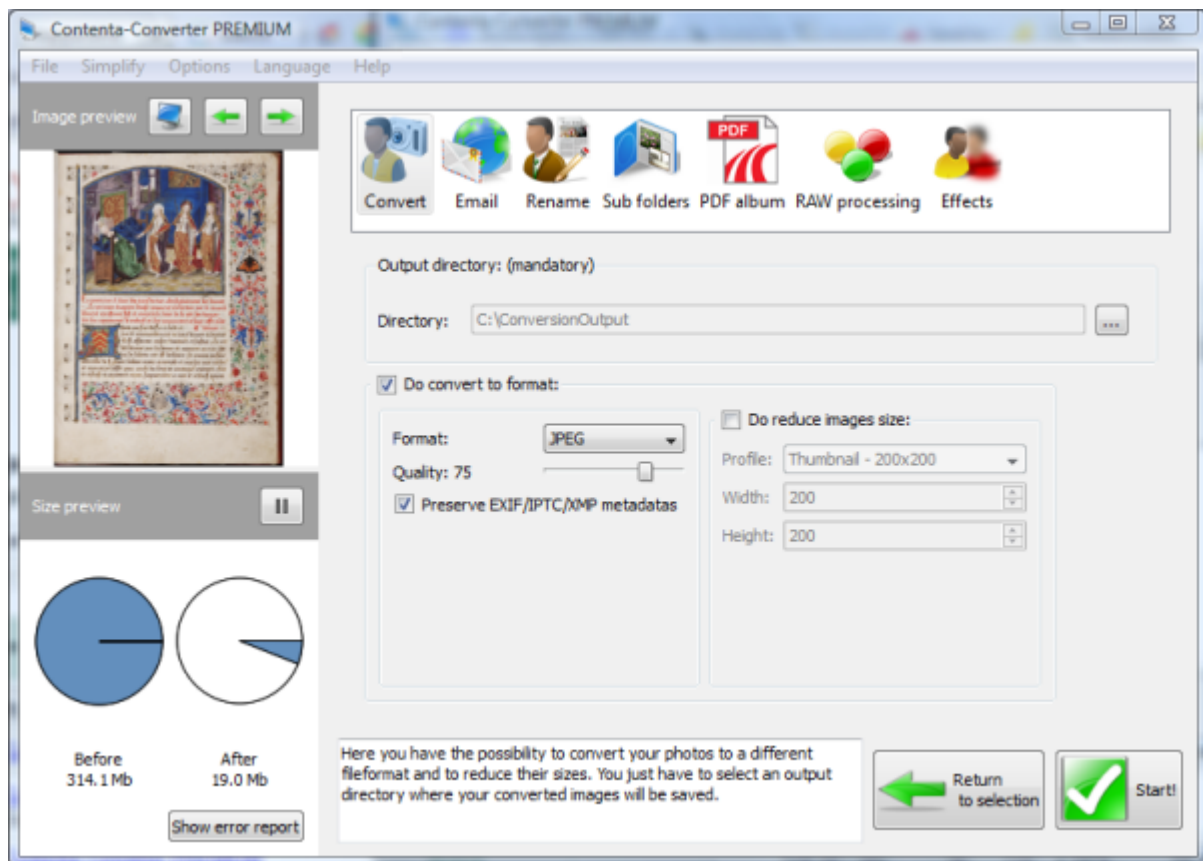 Contenta-Converter PREMIUM
File Simplify Options Language Help
Image preview
PDF
Convert Email Rename Sub folders PDF album RAW processing Effects
Output directory: (mandatory)
Directory: C:\ConversionOutput ...
Do convert to format:
Format: JPEG
Quality: 75
Preserve EXIF/IPTC/XMP metadatas
Do reduce images size:
Profile: Thumbnail - 200x200
Width: 200
Height: 200
Size preview
Before After
314.1 Mb 19.0 Mb
Show error report
Here you have the possibility to convert your photos to a different
fileformat and to reduce their sizes. You just have to select an output
directory where your converted images will be saved.
Return
to selection
Start!